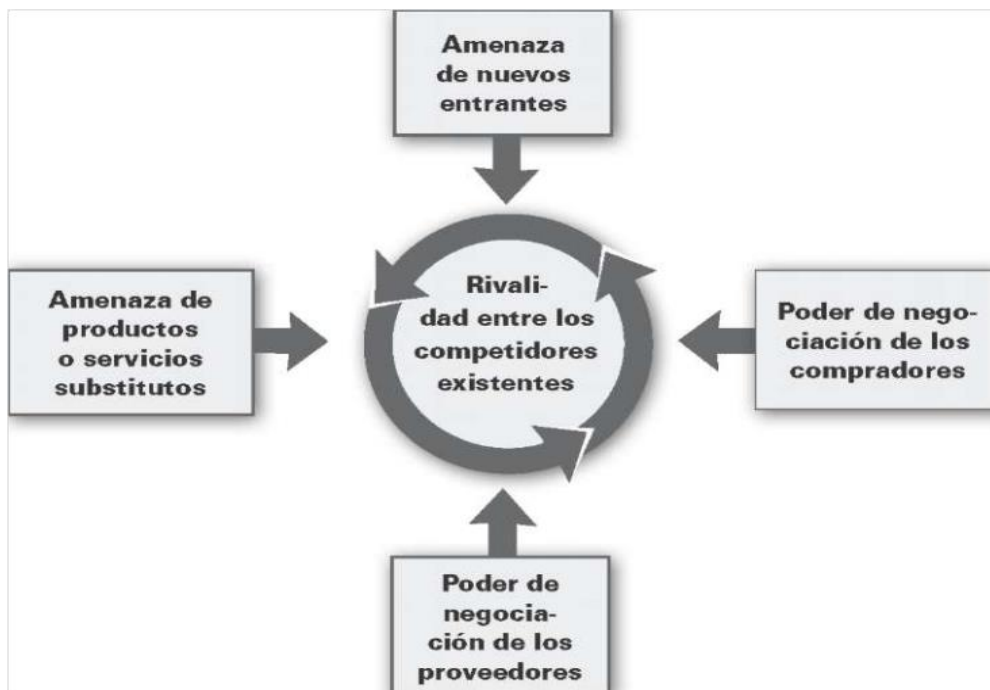 Amenaza
de nuevos
entrantes
Amenaza de
productos
o servicios
substitutos
Rivali-
dad entre los
competidores
existentes
Poder de nego-
ciación de los
compradores
Poder de
negocia-
ción de los
proveedores